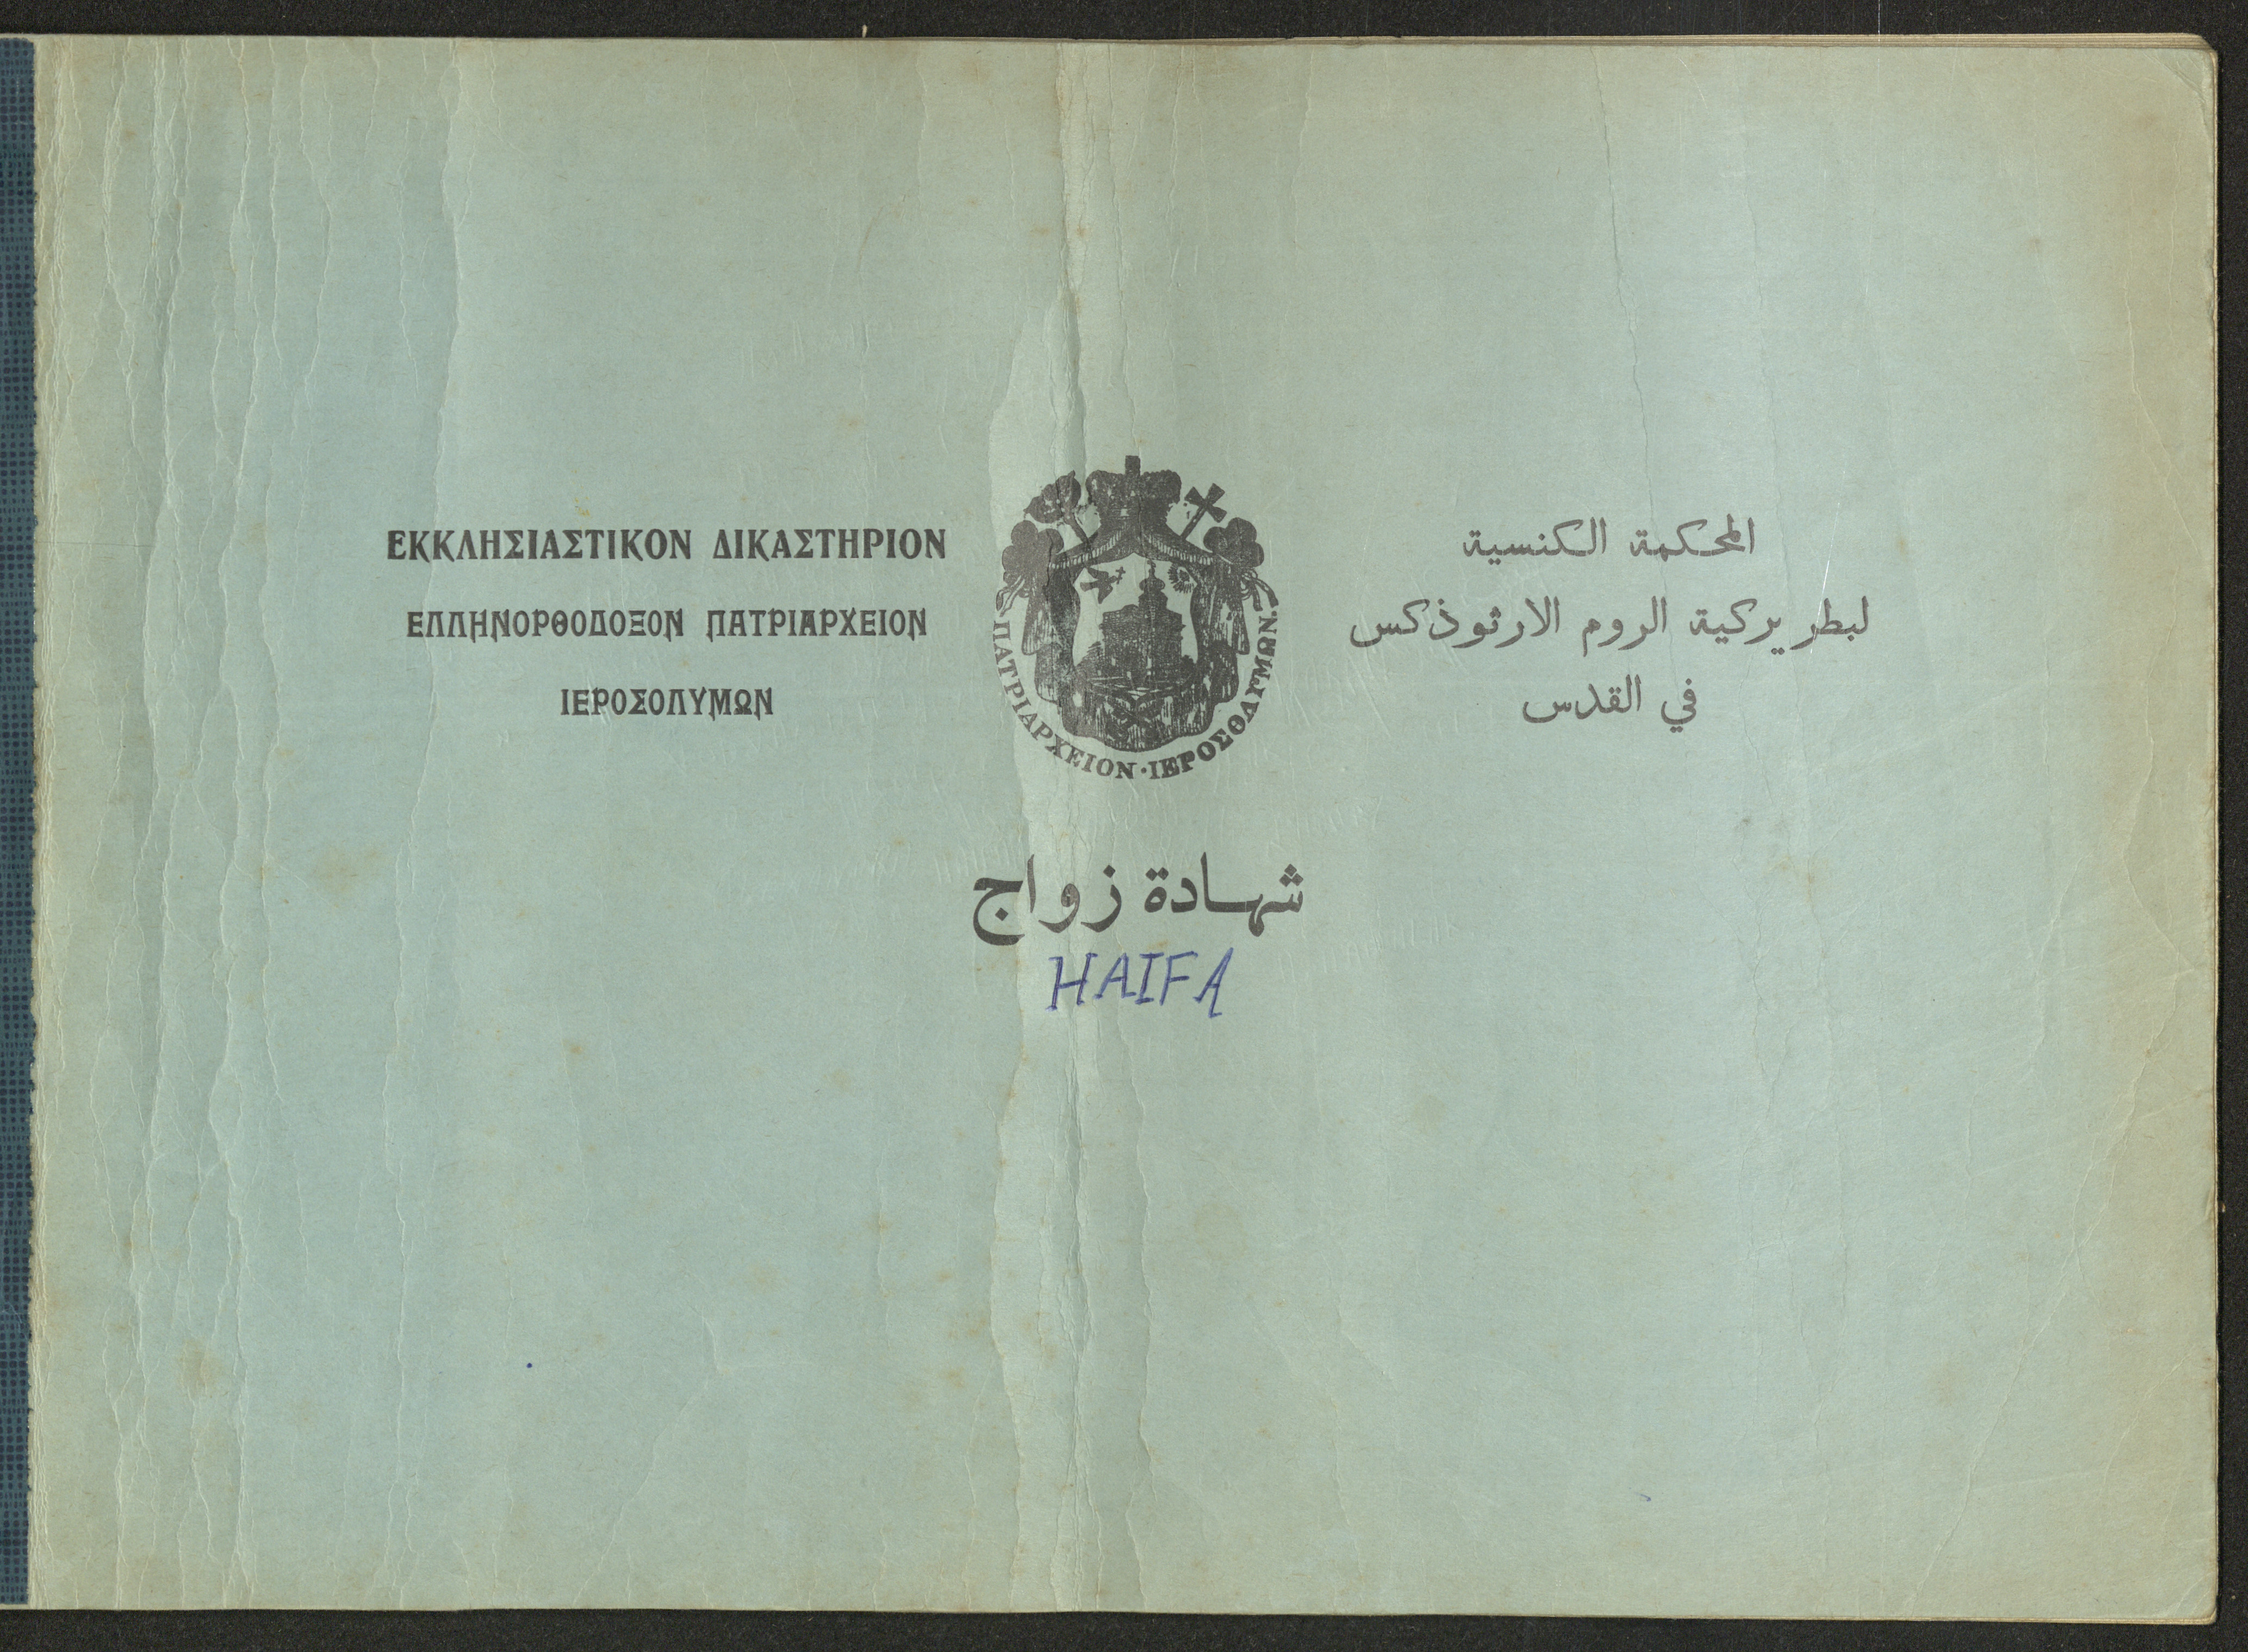 ΕΚΚΛΗΣΙΑΣΤΙΚΟΝ ΔΙΚΑΣΤΗΡΙΟΝ
ΕΛΛΗΝΟΡΘΟΔΟΞΟΝ ΠΑΤΡΙΑΡΧΕΙΟΝ
ΙΕΡΟΣΟΛΥΜΩΝ
ΠΑΤΡΙΑΡΧΕΙΟΝ · ΙΕΡΟΣΟΛΥΜΩΝ.
المحكمة الكنسية
لبطريركية الروم الارثوذكس
في القدس
شهادة زواج
HAIFA